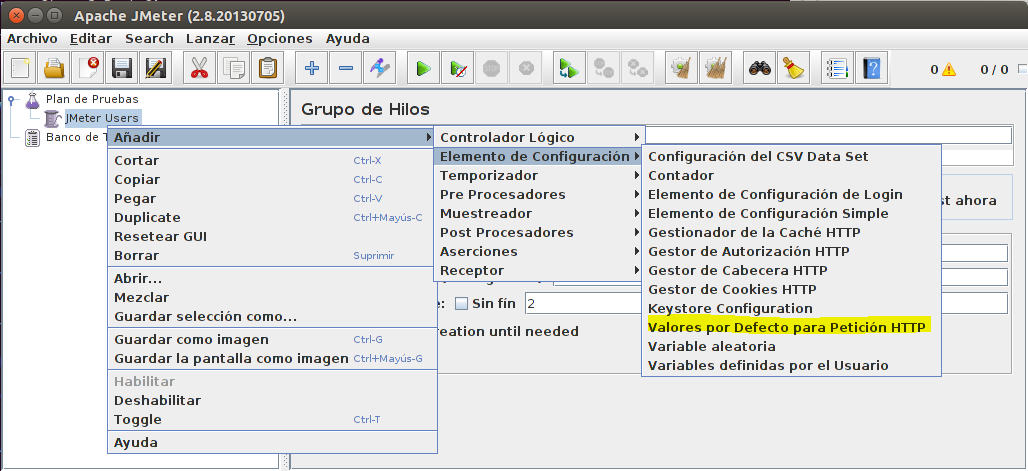 Apache JMeter (2.8.20130705)
Archivo Editar Search Lanzar Opciones Ayuda
0 0 / 0
Plan de Pruebas
JMeter Users
Banco de T
Grupo de Hilos
Añadir
Cortar Ctrl-X
Copiar Ctrl-C
Pegar Ctrl-V
Duplicate Ctrl+Mayús-C
Resetear GUI
Borrar Suprimir
Abrir...
Mezclar
Guardar selección como...
Guardar como imagen Ctrl-G
Guardar la pantalla como imagen Ctrl+Mayús-G
Habilitar
Deshabilitar
Toggle Ctrl-T
Ayuda
Controlador Lógico
Elemento de Configuración
Temporizador
Pre Procesadores
Muestreador
Post Procesadores
Aserciones
Receptor
Configuración del CSV Data Set
Contador
Elemento de Configuración de Login
Elemento de Configuración Simple
Gestionador de la Caché HTTP
Gestor de Autorización HTTP
Gestor de Cabecera HTTP
Gestor de Cookies HTTP
Keystore Configuration
Valores por Defecto para Petición HTTP
Variable aleatoria
Variables definidas por el Usuario
st ahora
e: Sin fín 2
reation until needed